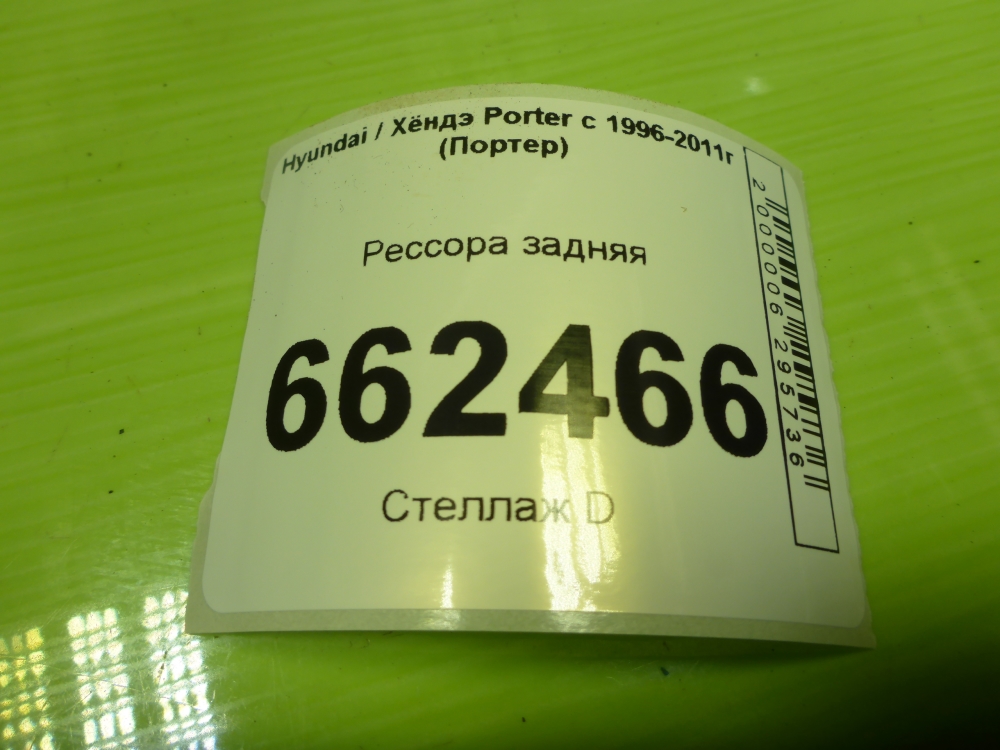 Hyundai / Хёндэ Porter с 1996-2011г
(Портер)
Рессора задняя
662466
Стеллаж D
2000006295736